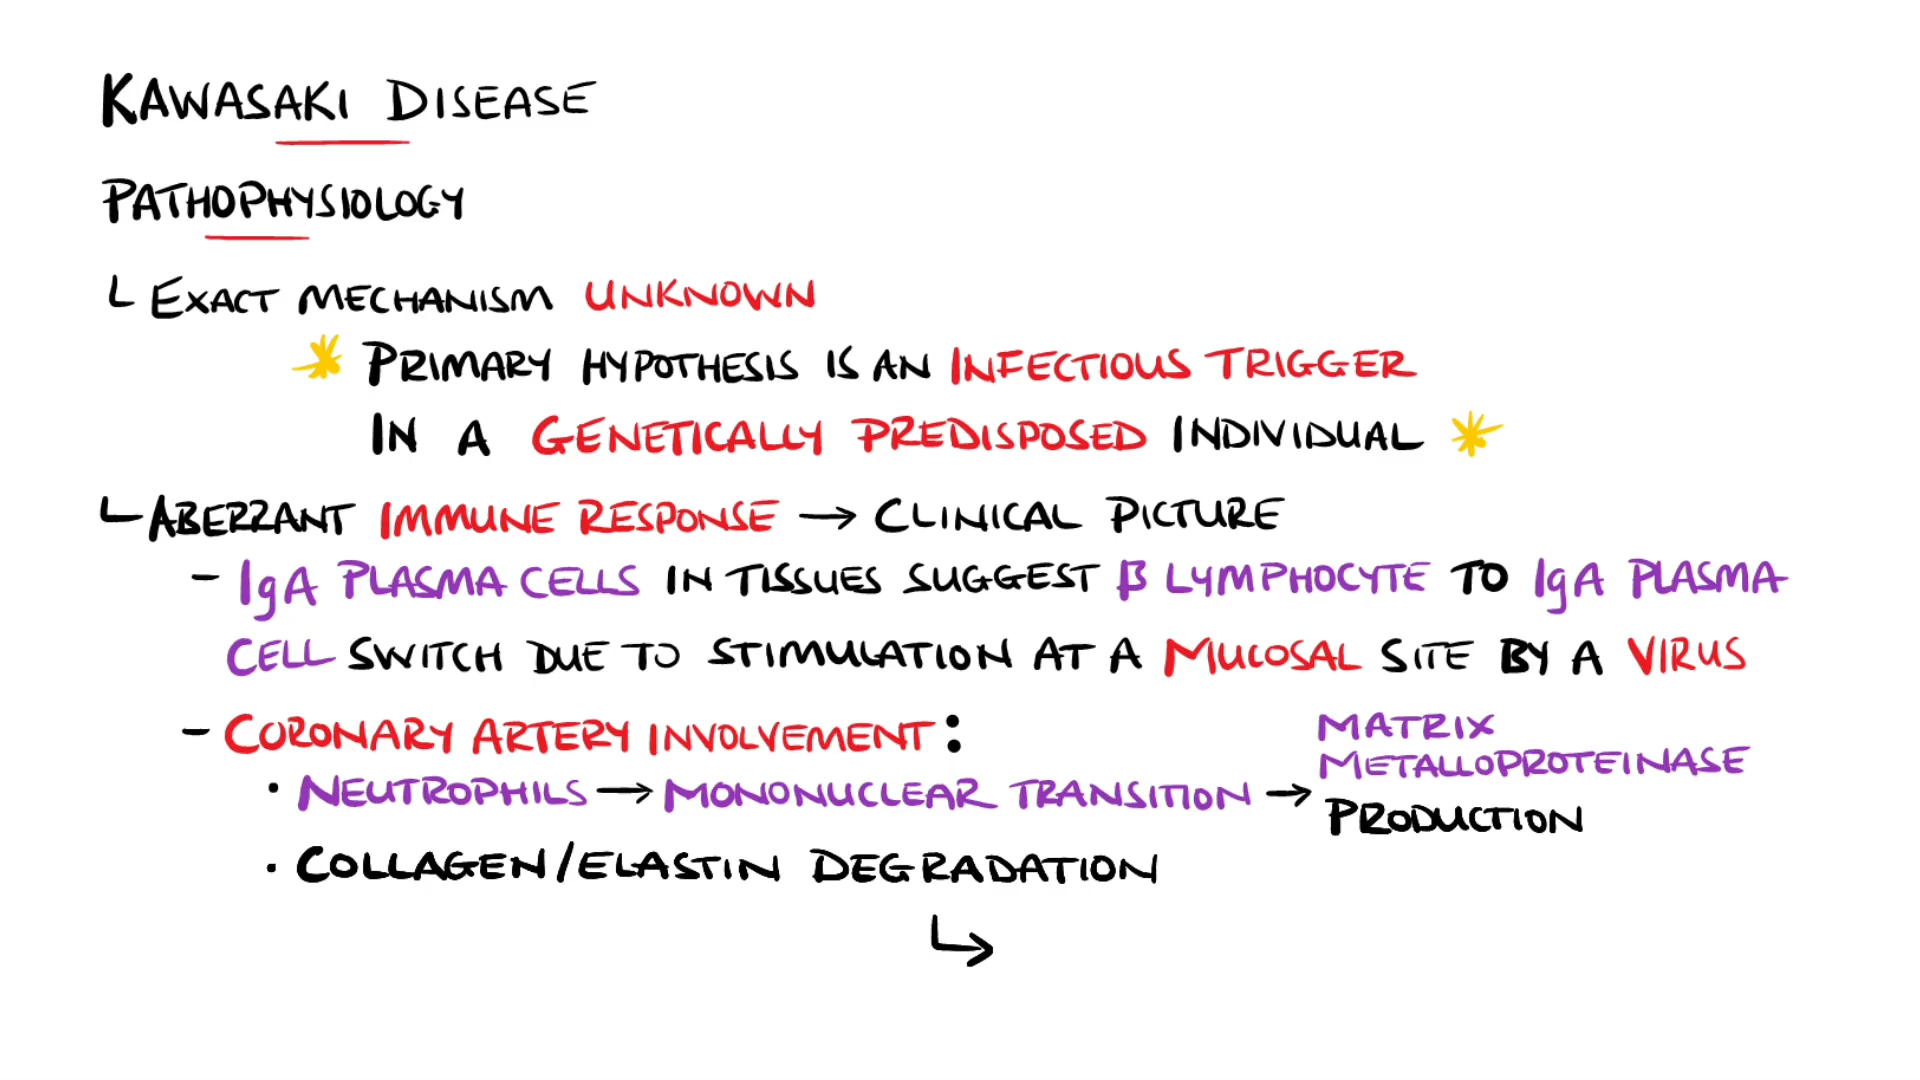 KAWASAKI DISEASE
PATHOPHYSIOLOGY
EXACT MECHANISM UNKNOWN
PRIMARY HYPOTHESIS IS AN INFECTIOUS TRIGGER
IN A GENETICALLY PREDISPOSED INDIVIDUAL
ABERRANT IMMUNE RESPONSE → CLINICAL PICTURE
- IgA PLASMA CELLS IN TISSUES SUGGEST β LYMPHOCYTE TO IgA PLASMA
CELL SWITCH DUE TO STIMULATION AT A MUCOSAL SITE BY A VIRUS
- CORONARY ARTERY INVOLVEMENT:
• NEUTROPHILS → MONONUCLEAR TRANSITION → MATRIX
METALLOPROTEINASE
PRODUCTION
• COLLAGEN/ELASTIN DEGRADATION